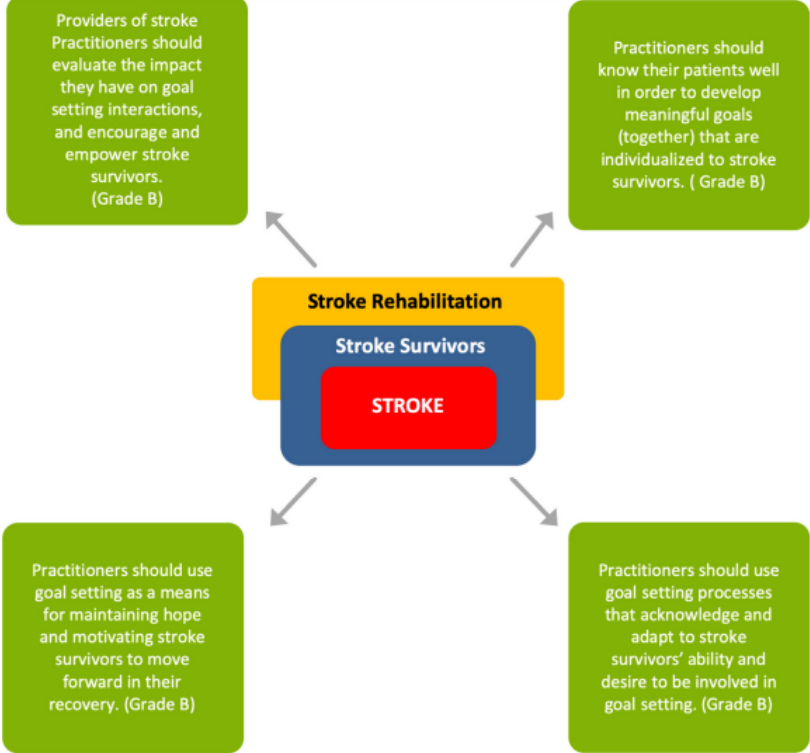 Providers of stroke
Practitioners should
evaluate the impact
they have on goal
setting interactions,
and encourage and
empower stroke
survivors.
(Grade B)
Practitioners should
know their patients well
in order to develop
meaningful goals
(together) that are
individualized to stroke
survivors. ( Grade B)
Stroke Rehabilitation
Stroke Survivors
STROKE
Practitioners should use
goal setting as a means
for maintaining hope
and motivating stroke
survivors to move
forward in their
recovery. (Grade B)
Practitioners should use
goal setting processes
that acknowledge and
adapt to stroke
survivors’ ability and
desire to be involved in
goal setting. (Grade B)